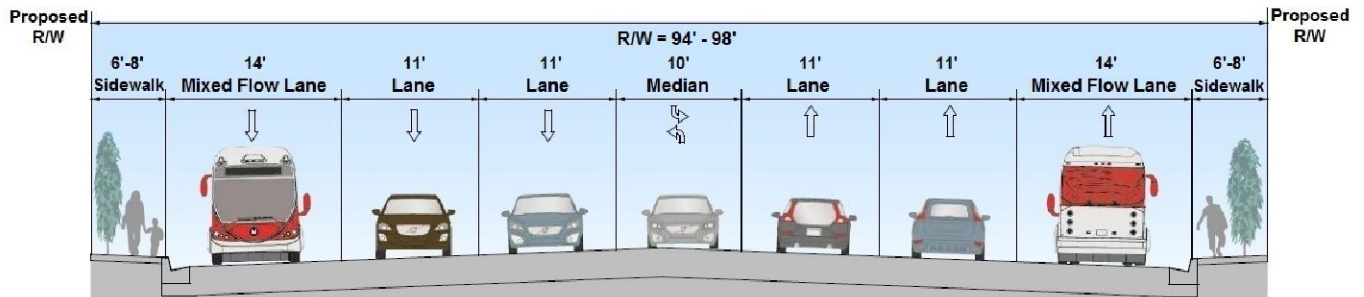 Proposed
R/W
Proposed
R/W
R/W = 94' - 98'
6'-8'
Sidewalk
14'
Mixed Flow Lane
11'
Lane
11'
Lane
10'
Median
11'
Lane
11'
Lane
14'
Mixed Flow Lane
6'-8'
Sidewalk